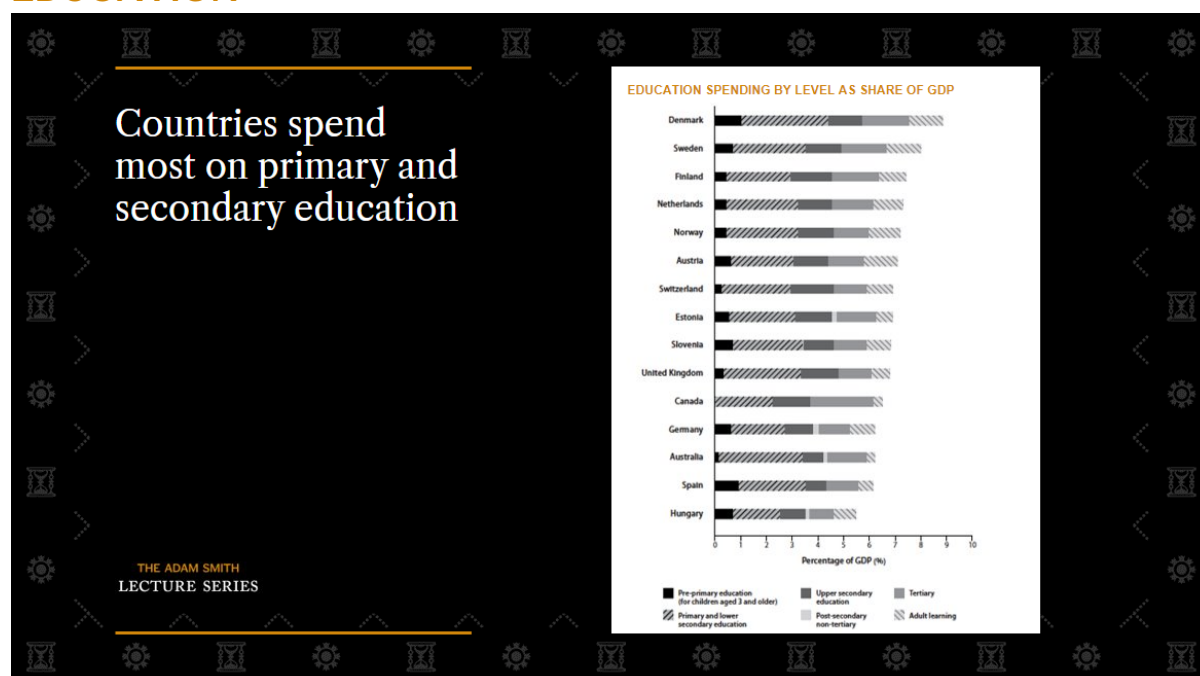 Countries spend
most on primary and
secondary education
THE ADAM SMITH
LECTURE SERIES
EDUCATION SPENDING BY LEVEL AS SHARE OF GDP
Denmark
Sweden
Finland
Netherlands
Norway
Austria
Switzerland
Estonia
Slovenia
United Kingdom
Canada
Germany
Australia
Spain
Hungary
0 1 2 3 4 5 6 7 8 9 10
Percentage of GDP (%)
Pre-primary education
(for children aged 3 and older)
Primary and lower
secondary education
Upper secondary
education
Post-secondary
non-tertiary
Tertiary
Adult learning